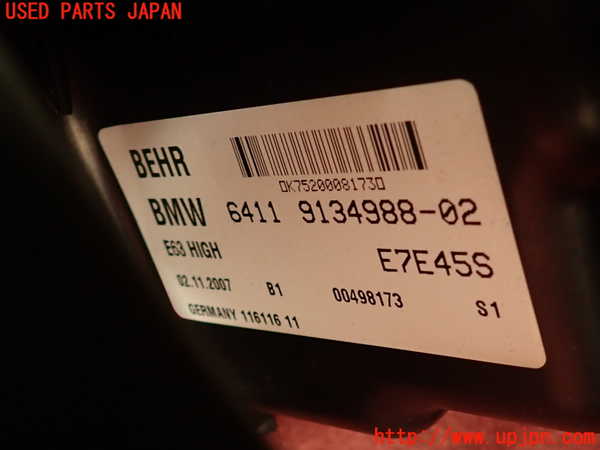 USED PARTS JAPAN
BEHR
0K75200081730
BMW 6411 9134988-02
E63 HIGH E7E45S
02.11.2007 B1 00498173 S1
GERMANY 116116 11
http://www.upjpn.com